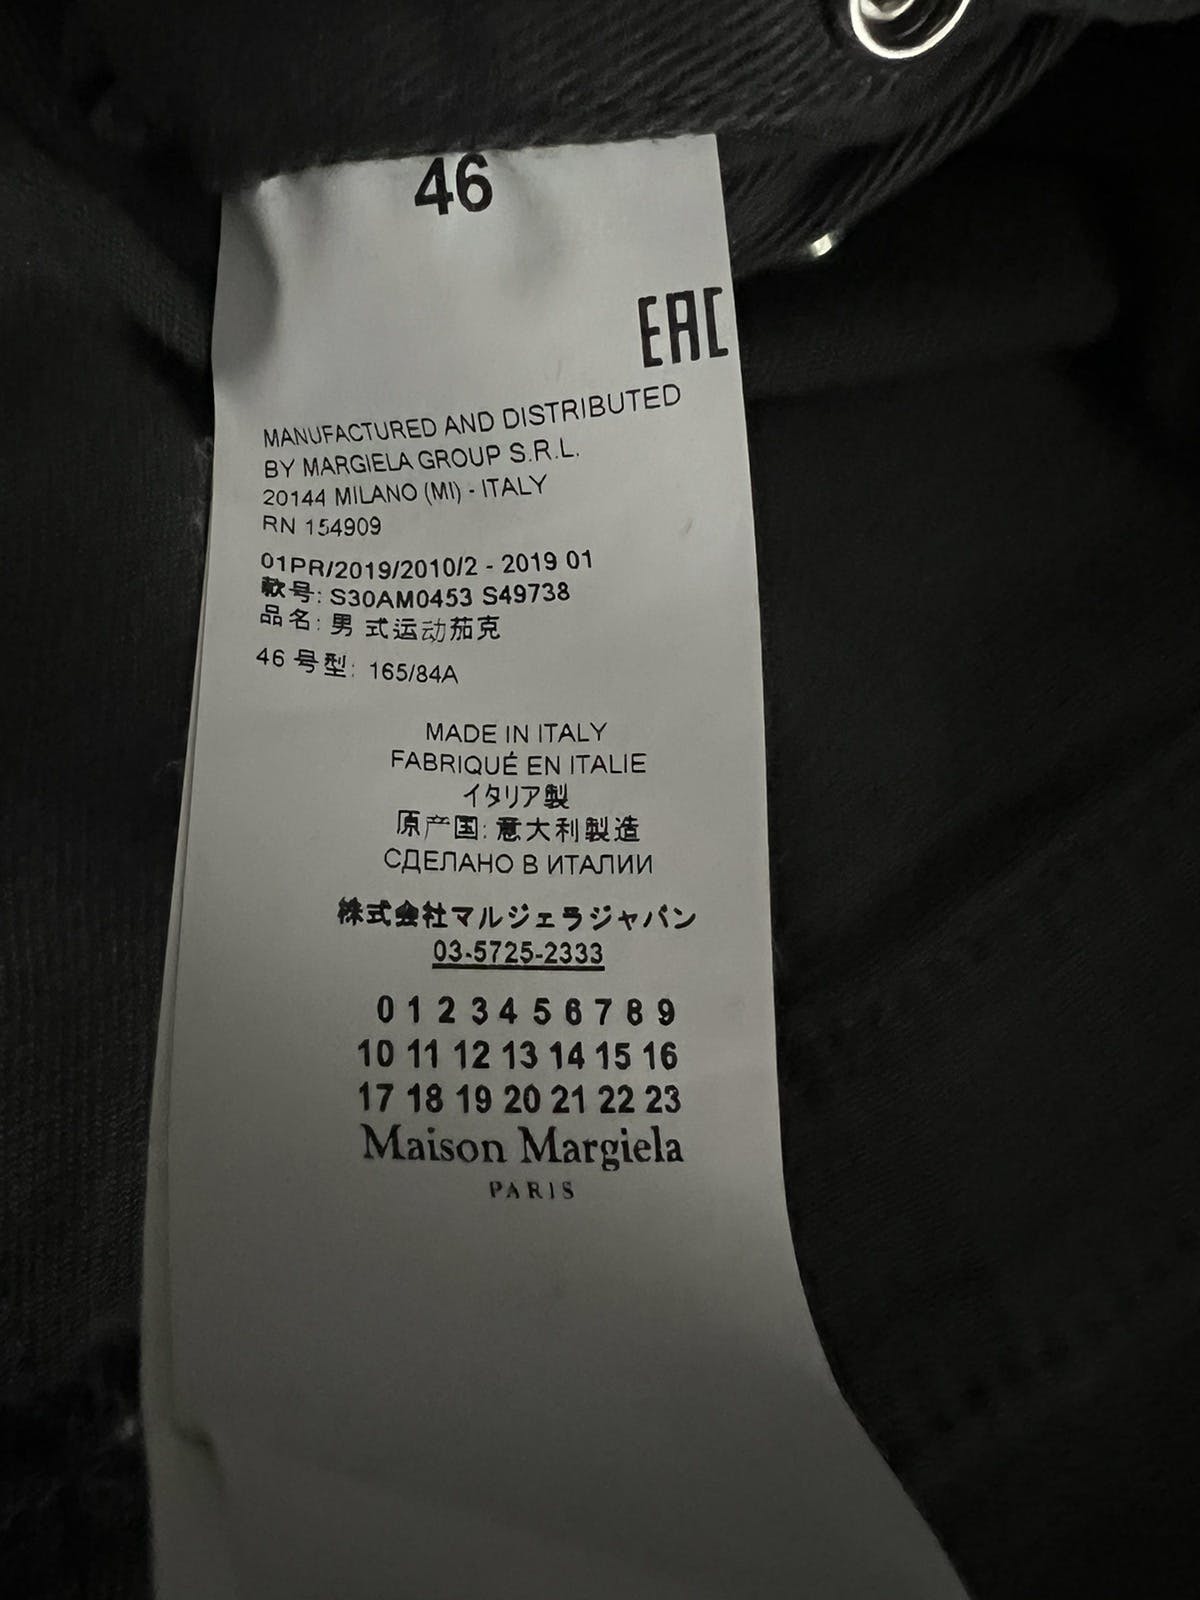 46
EAC
MANUFACTURED AND DISTRIBUTED
BY MARGIELA GROUP S.R.L.
20144 MILANO (MI) - ITALY
RN 154909
01PR/2019/2010/2 - 2019 01
款号: S30AM0453 S49738
品名: 男 式运动茄克
46 号型: 165/84A
MADE IN ITALY
FABRIQUÉ EN ITALIE
イタリア製
原产国: 意大利製造
СДЕЛАНО В ИТАЛИИ
株式会社マルジェラジャパン
03-5725-2333
0 1 2 3 4 5 6 7 8 9
10 11 12 13 14 15 16
17 18 19 20 21 22 23
Maison Margiela
PARIS